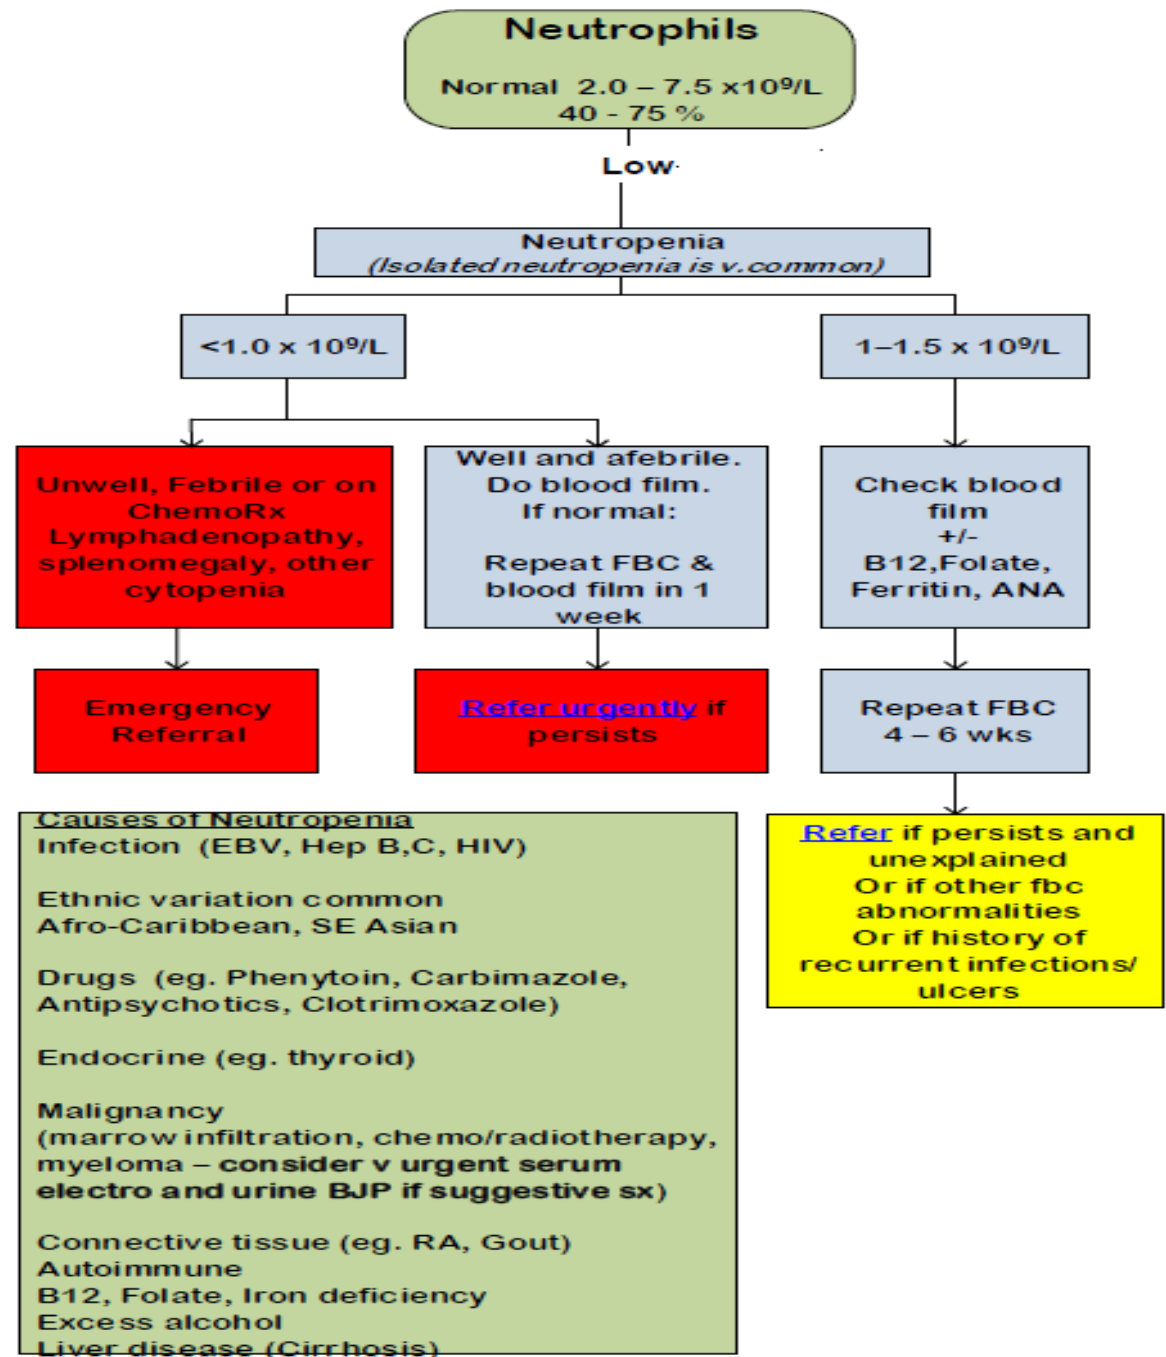 Neutrophils
Normal 2.0 – 7.5 x10⁹/L
40 - 75 %
Low
Neutropenia
(Isolated neutropenia is v.common)
<1.0 x 10⁹/L
1–1.5 x 10⁹/L
Unwell, Febrile or on
ChemoRx
Lymphadenopathy,
splenomegaly, other
cytopenia
Well and afebrile.
Do blood film.
If normal:
Repeat FBC &
blood film in 1
week
Check blood
film
+/-
B12,Folate,
Ferritin, ANA
Emergency
Referral
Refer urgently if
persists
Repeat FBC
4 – 6 wks
Refer if persists and
unexplained
Or if other fbc
abnormalities
Or if history of
recurrent infections/
ulcers
Causes of Neutropenia
Infection (EBV, Hep B,C, HIV)
Ethnic variation common
Afro-Caribbean, SE Asian
Drugs (eg. Phenytoin, Carbimazole,
Antipsychotics, Clotrimoxazole)
Endocrine (eg. thyroid)
Malignancy
(marrow infiltration, chemo/radiotherapy,
myeloma – consider v urgent serum
electro and urine BJP if suggestive sx)
Connective tissue (eg. RA, Gout)
Autoimmune
B12, Folate, Iron deficiency
Excess alcohol
Liver disease (Cirrhosis)